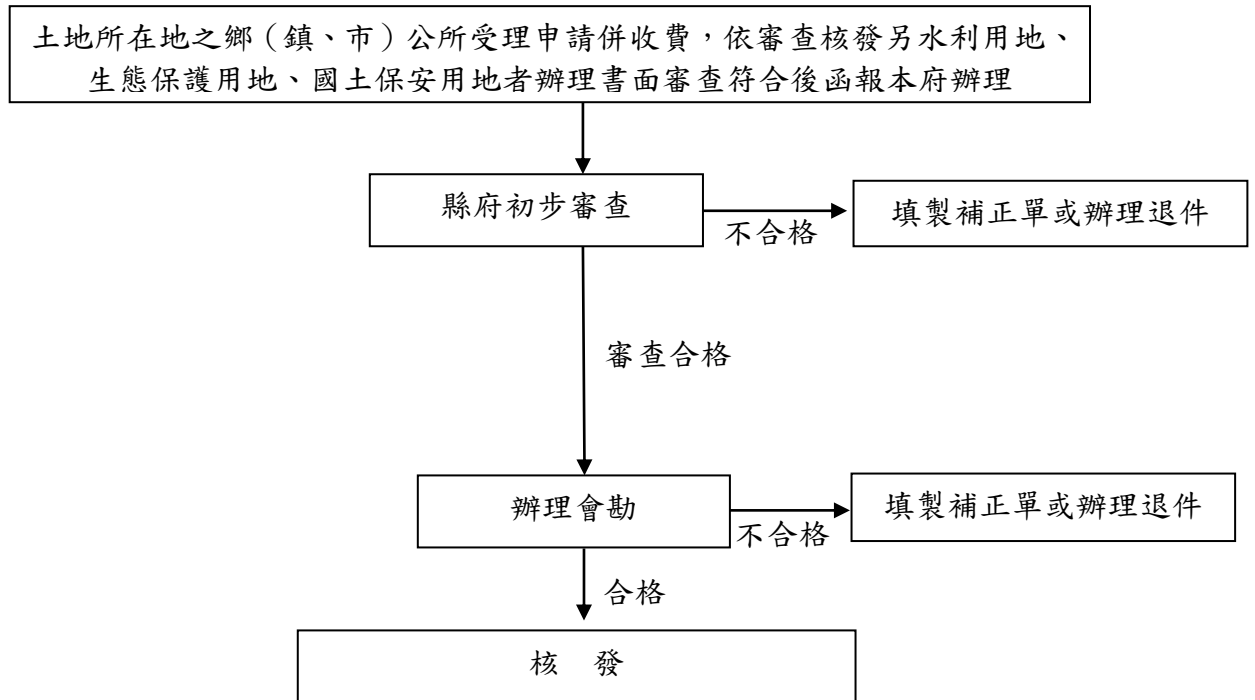 土地所在地之鄉（鎮、市）公所受理申請併收費，依審查核發另水利用地、
生態保護用地、國土保安用地者辦理書面審查符合後函報本府辦理
縣府初步審查
不合格
填製補正單或辦理退件
審查合格
辦理會勘
不合格
填製補正單或辦理退件
合格
核　發